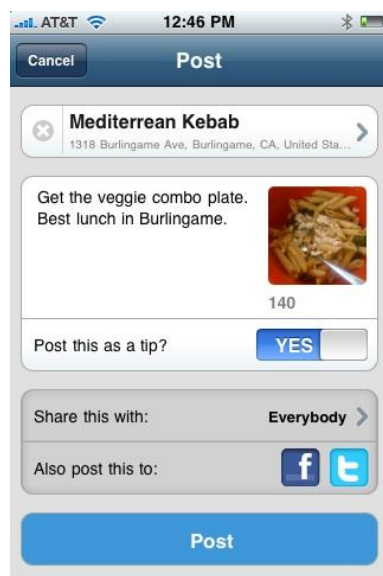 AT&T 12:46 PM
Cancel Post
Mediterrean Kebab
1318 Burlingame Ave, Burlingame, CA, United Sta...
Get the veggie combo plate.
Best lunch in Burlingame.
140
Post this as a tip? YES
Share this with: Everybody
Also post this to: f t
Post